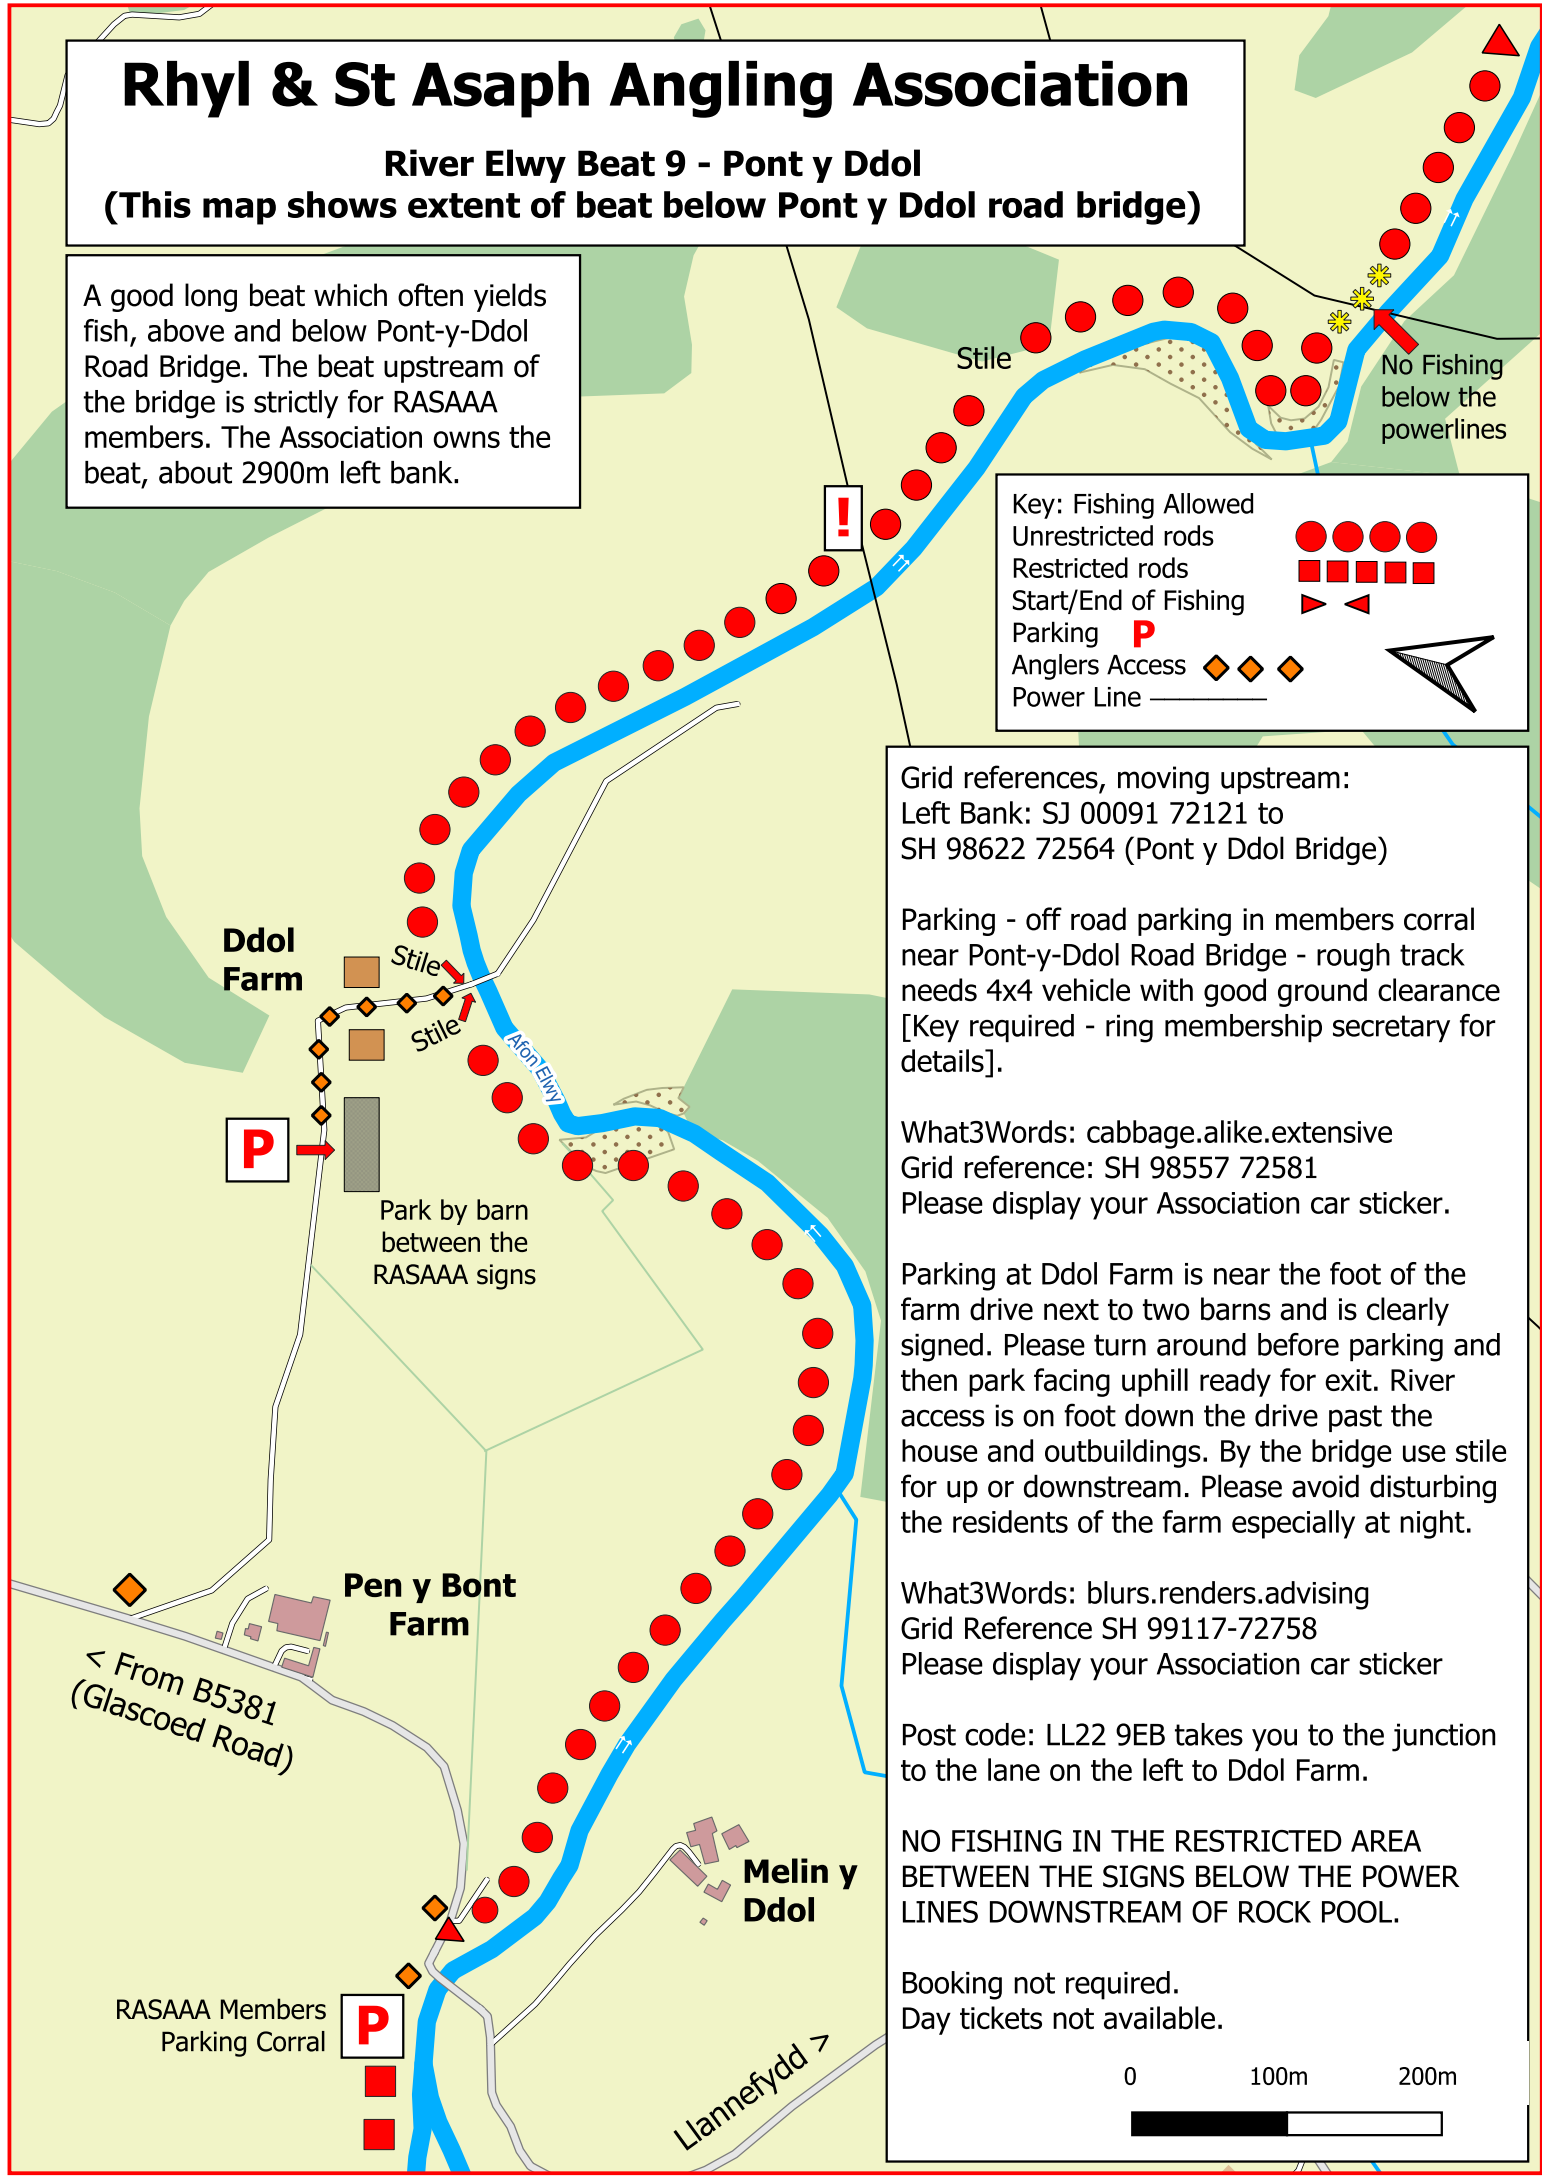 Rhyl & St Asaph Angling Association
River Elwy Beat 9 - Pont y Ddol
(This map shows extent of beat below Pont y Ddol road bridge)
A good long beat which often yields
fish, above and below Pont-y-Ddol
Road Bridge. The beat upstream of
the bridge is strictly for RASAAA
members. The Association owns the
beat, about 2900m left bank.
Stile
No Fishing
below the
powerlines
!
Key: Fishing Allowed
Unrestricted rods
Restricted rods
Start/End of Fishing
Parking P
Anglers Access
Power Line
Ddol
Farm
Stile
Stile
Afon Elwy
P
Park by barn
between the
RASAAA signs
Pen y Bont
Farm
< From B5381
(Glascoed Road)
Melin y
Ddol
RASAAA Members
Parking Corral
P
Llannefydd >
Grid references, moving upstream:
Left Bank: SJ 00091 72121 to
SH 98622 72564 (Pont y Ddol Bridge)
Parking - off road parking in members corral
near Pont-y-Ddol Road Bridge - rough track
needs 4x4 vehicle with good ground clearance
[Key required - ring membership secretary for
details].
What3Words: cabbage.alike.extensive
Grid reference: SH 98557 72581
Please display your Association car sticker.
Parking at Ddol Farm is near the foot of the
farm drive next to two barns and is clearly
signed. Please turn around before parking and
then park facing uphill ready for exit. River
access is on foot down the drive past the
house and outbuildings. By the bridge use stile
for up or downstream. Please avoid disturbing
the residents of the farm especially at night.
What3Words: blurs.renders.advising
Grid Reference SH 99117-72758
Please display your Association car sticker
Post code: LL22 9EB takes you to the junction
to the lane on the left to Ddol Farm.
NO FISHING IN THE RESTRICTED AREA
BETWEEN THE SIGNS BELOW THE POWER
LINES DOWNSTREAM OF ROCK POOL.
Booking not required.
Day tickets not available.
0 100m 200m